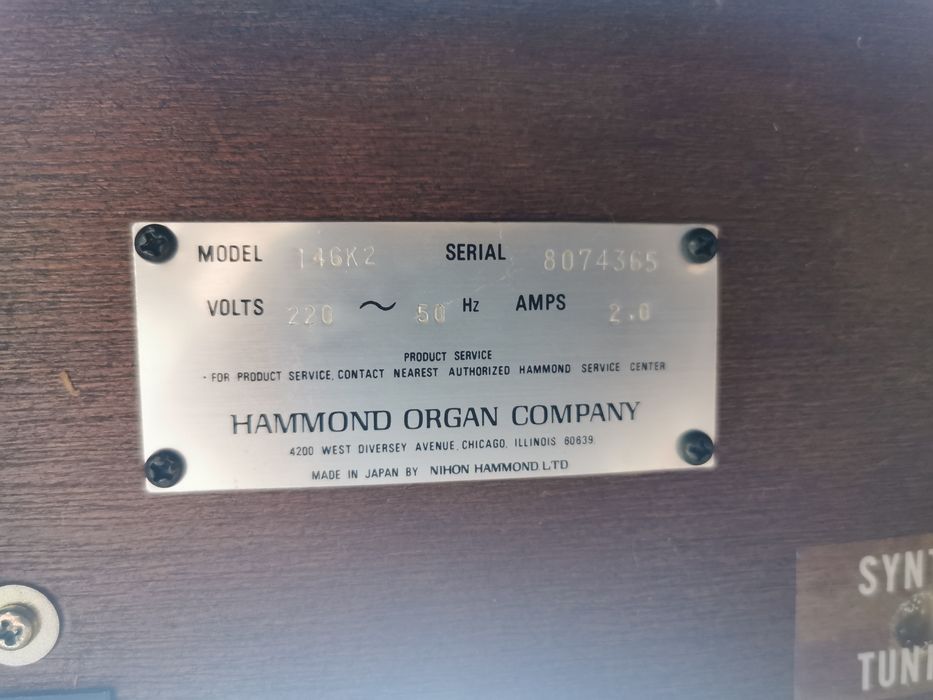 MODEL 146K2 SERIAL 8074365
VOLTS 220 ~ 50 Hz AMPS 2.0
PRODUCT SERVICE
- FOR PRODUCT SERVICE, CONTACT NEAREST AUTHORIZED HAMMOND SERVICE CENTER
HAMMOND ORGAN COMPANY
4200 WEST DIVERSEY AVENUE, CHICAGO, ILLINOIS 60639
MADE IN JAPAN BY NIHON HAMMOND LTD
SYNT
TUNI